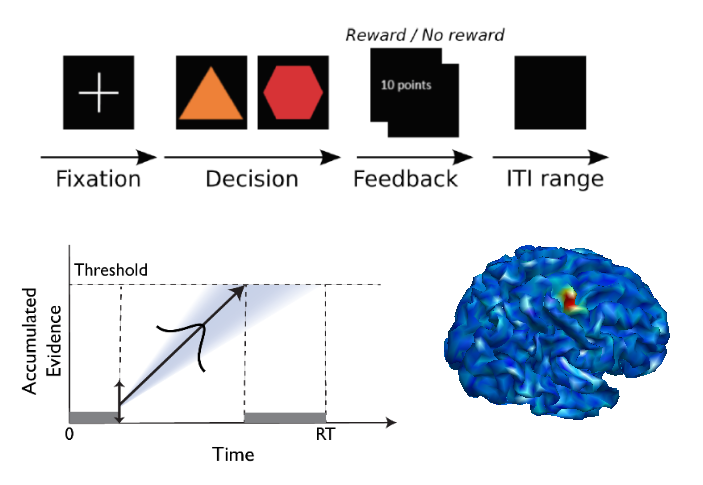 Reward / No reward
10 points
Fixation
Decision
Feedback
ITI range
Threshold
Accumulated
Evidence
0
RT
Time